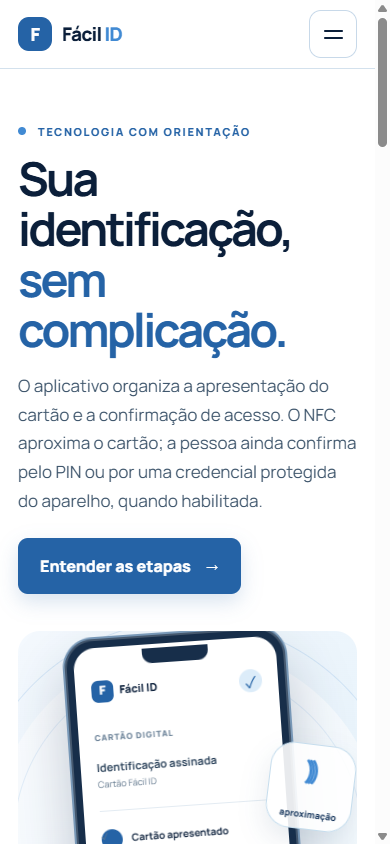 F Fácil ID
TECNOLOGIA COM ORIENTAÇÃO
Sua
identificação,
sem
complicação.
O aplicativo organiza a apresentação do
cartão e a confirmação de acesso. O NFC
aproxima o cartão; a pessoa ainda confirma
pelo PIN ou por uma credencial protegida
do aparelho, quando habilitada.
Entender as etapas →
F Fácil ID ✓
CARTÃO DIGITAL
Identificação assinada
Cartão Fácil ID
aproximação
Cartão apresentado